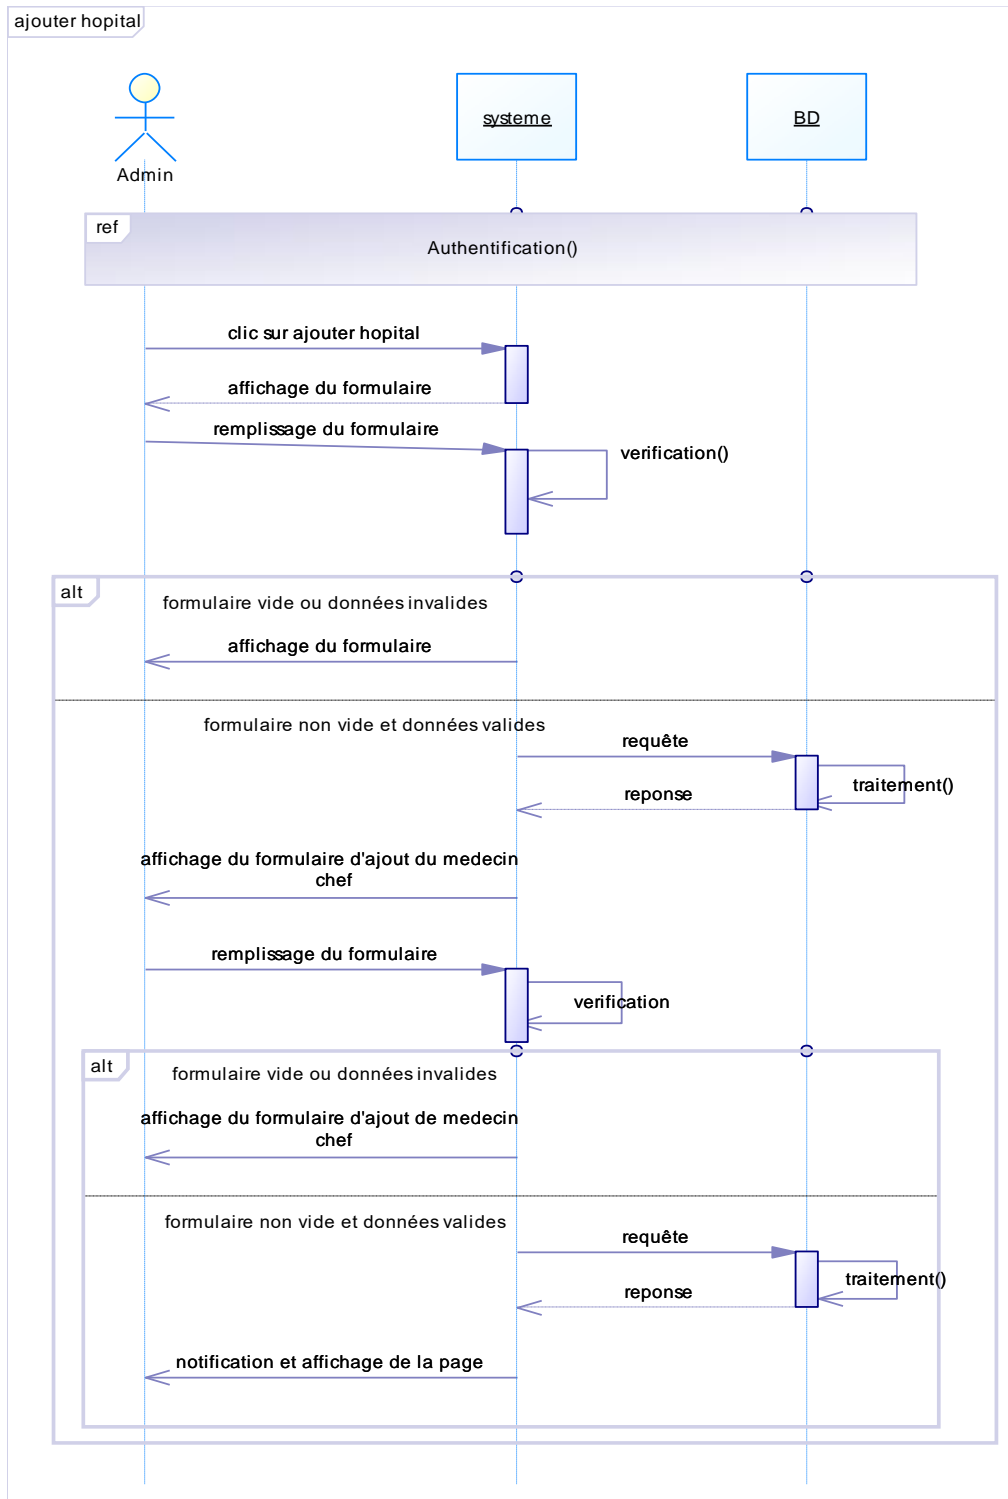 ajouter hopital
systeme
BD
Admin
ref
Authentification()
clic sur ajouter hopital
affichage du formulaire
remplissage du formulaire
verification()
alt
formulaire vide ou données invalides
affichage du formulaire
formulaire non vide et données valides
requête
traitement()
reponse
affichage du formulaire d'ajout du medecin
chef
remplissage du formulaire
verification
alt
formulaire vide ou données invalides
affichage du formulaire d'ajout de medecin
chef
formulaire non vide et données valides
requête
traitement()
reponse
notification et affichage de la page